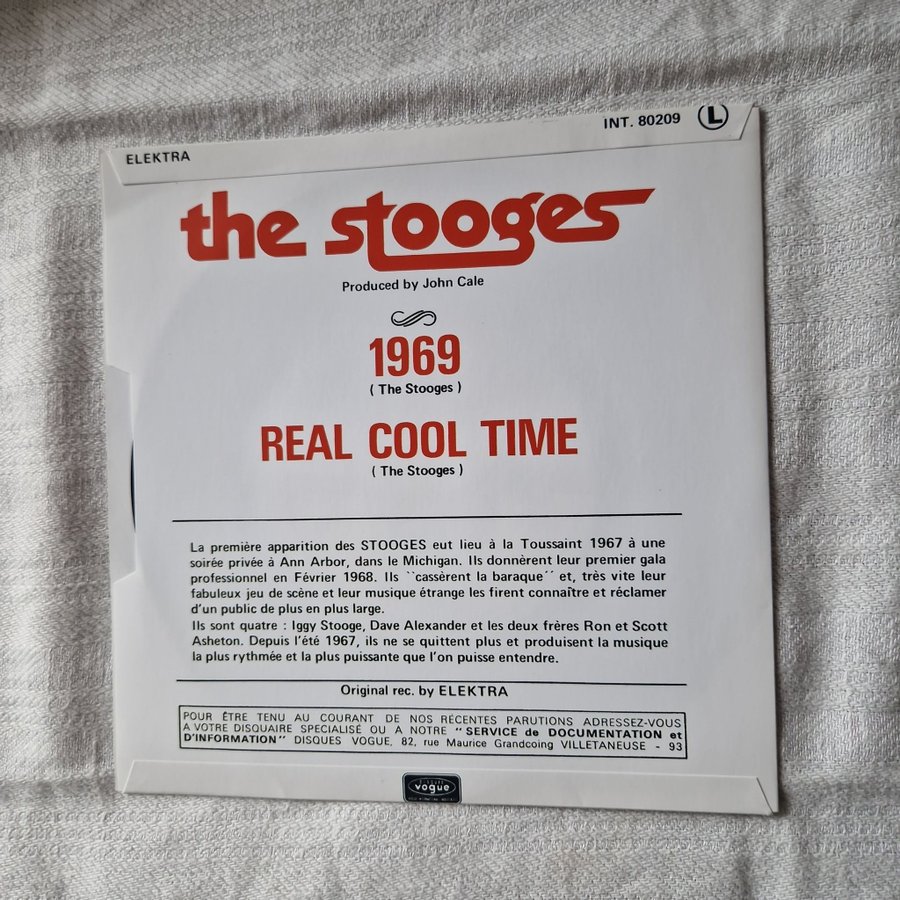 ELEKTRA
INT. 80209 L
the stooges
Produced by John Cale
1969
( The Stooges )
REAL COOL TIME
( The Stooges )
La première apparition des STOOGES eut lieu à la Toussaint 1967 à une
soirée privée à Ann Arbor, dans le Michigan. Ils donnèrent leur premier gala
professionnel en Février 1968. Ils ``cassèrent la baraque´´ et, très vite leur
fabuleux jeu de scène et leur musique étrange les firent connaître et réclamer
d'un public de plus en plus large.
Ils sont quatre : Iggy Stooge, Dave Alexander et les deux frères Ron et Scott
Asheton. Depuis l'été 1967, ils ne se quittent plus et produisent la musique
la plus rythmée et la plus puissante que l'on puisse entendre.
Original rec. by ELEKTRA
POUR ÊTRE TENU AU COURANT DE NOS RÉCENTES PARUTIONS ADRESSEZ-VOUS
A VOTRE DISQUAIRE SPECIALISÉ OU A NOTRE "SERVICE de DOCUMENTATION et
D'INFORMATION" DISQUES VOGUE, 82, rue Maurice Grandcoing VILLETANEUSE - 93
vogue